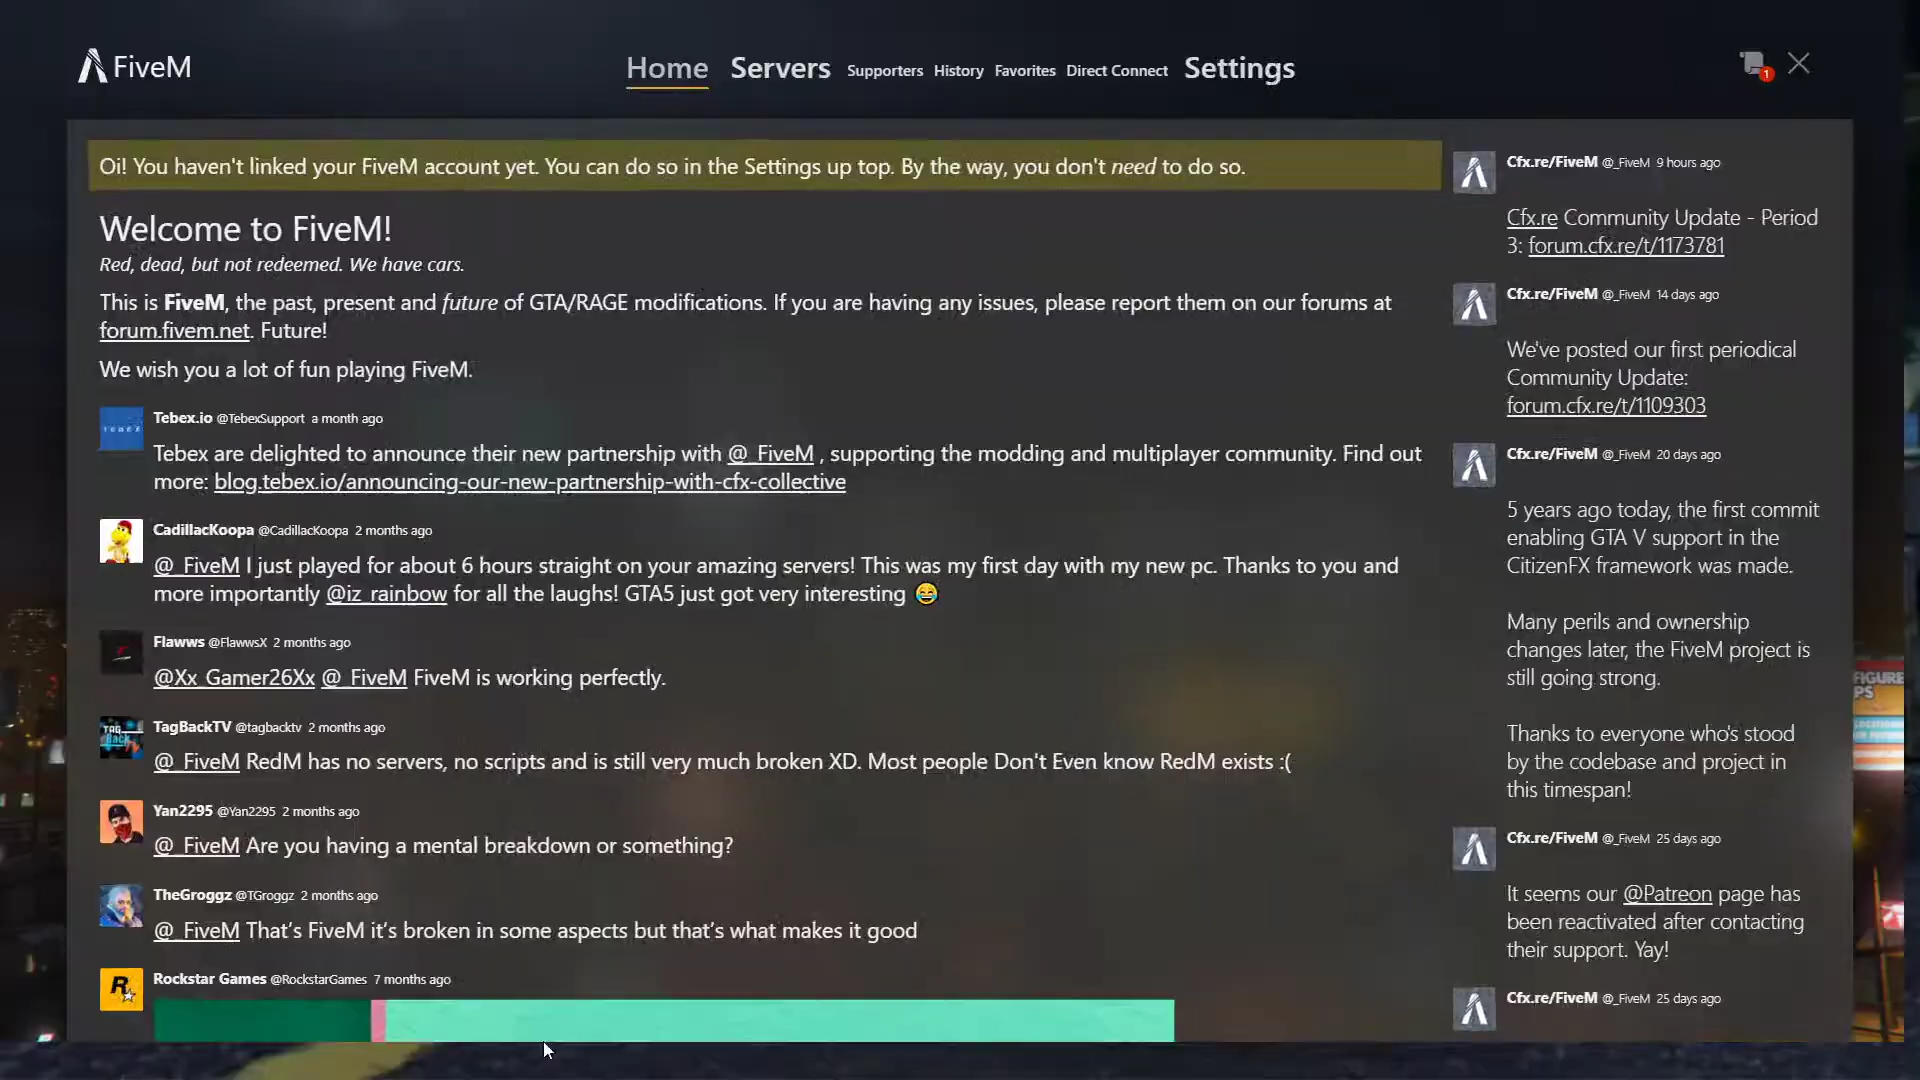 FiveM
Home Servers Supporters History Favorites Direct Connect Settings
1
Oi! You haven't linked your FiveM account yet. You can do so in the Settings up top. By the way, you don't need to do so.
Welcome to FiveM!
Red, dead, but not redeemed. We have cars.
This is FiveM, the past, present and future of GTA/RAGE modifications. If you are having any issues, please report them on our forums at
forum.fivem.net. Future!
We wish you a lot of fun playing FiveM.
TEBEX
Tebex.io @TebexSupport a month ago
Tebex are delighted to announce their new partnership with @_FiveM , supporting the modding and multiplayer community. Find out
more: blog.tebex.io/announcing-our-new-partnership-with-cfx-collective
CadillacKoopa @CadillacKoopa 2 months ago
@_FiveM I just played for about 6 hours straight on your amazing servers! This was my first day with my new pc. Thanks to you and
more importantly @iz_rainbow for all the laughs! GTA5 just got very interesting 😂
Flawws @FlawwsX 2 months ago
@Xx_Gamer26Xx @_FiveM FiveM is working perfectly.
TAG
Back
TagBackTV @tagbacktv 2 months ago
@_FiveM RedM has no servers, no scripts and is still very much broken XD. Most people Don't Even know RedM exists :(
Yan2295 @Yan2295 2 months ago
@_FiveM Are you having a mental breakdown or something?
TheGroggz @TGroggz 2 months ago
@_FiveM That’s FiveM it’s broken in some aspects but that’s what makes it good
R
Rockstar Games @RockstarGames 7 months ago
Cfx.re/FiveM @_FiveM 9 hours ago
Cfx.re Community Update - Period
3: forum.cfx.re/t/1173781
Cfx.re/FiveM @_FiveM 14 days ago
We've posted our first periodical
Community Update:
forum.cfx.re/t/1109303
Cfx.re/FiveM @_FiveM 20 days ago
5 years ago today, the first commit
enabling GTA V support in the
CitizenFX framework was made.
Many perils and ownership
changes later, the FiveM project is
still going strong.
Thanks to everyone who's stood
by the codebase and project in
this timespan!
Cfx.re/FiveM @_FiveM 25 days ago
It seems our @Patreon page has
been reactivated after contacting
their support. Yay!
Cfx.re/FiveM @_FiveM 25 days ago
FIGURE
PS